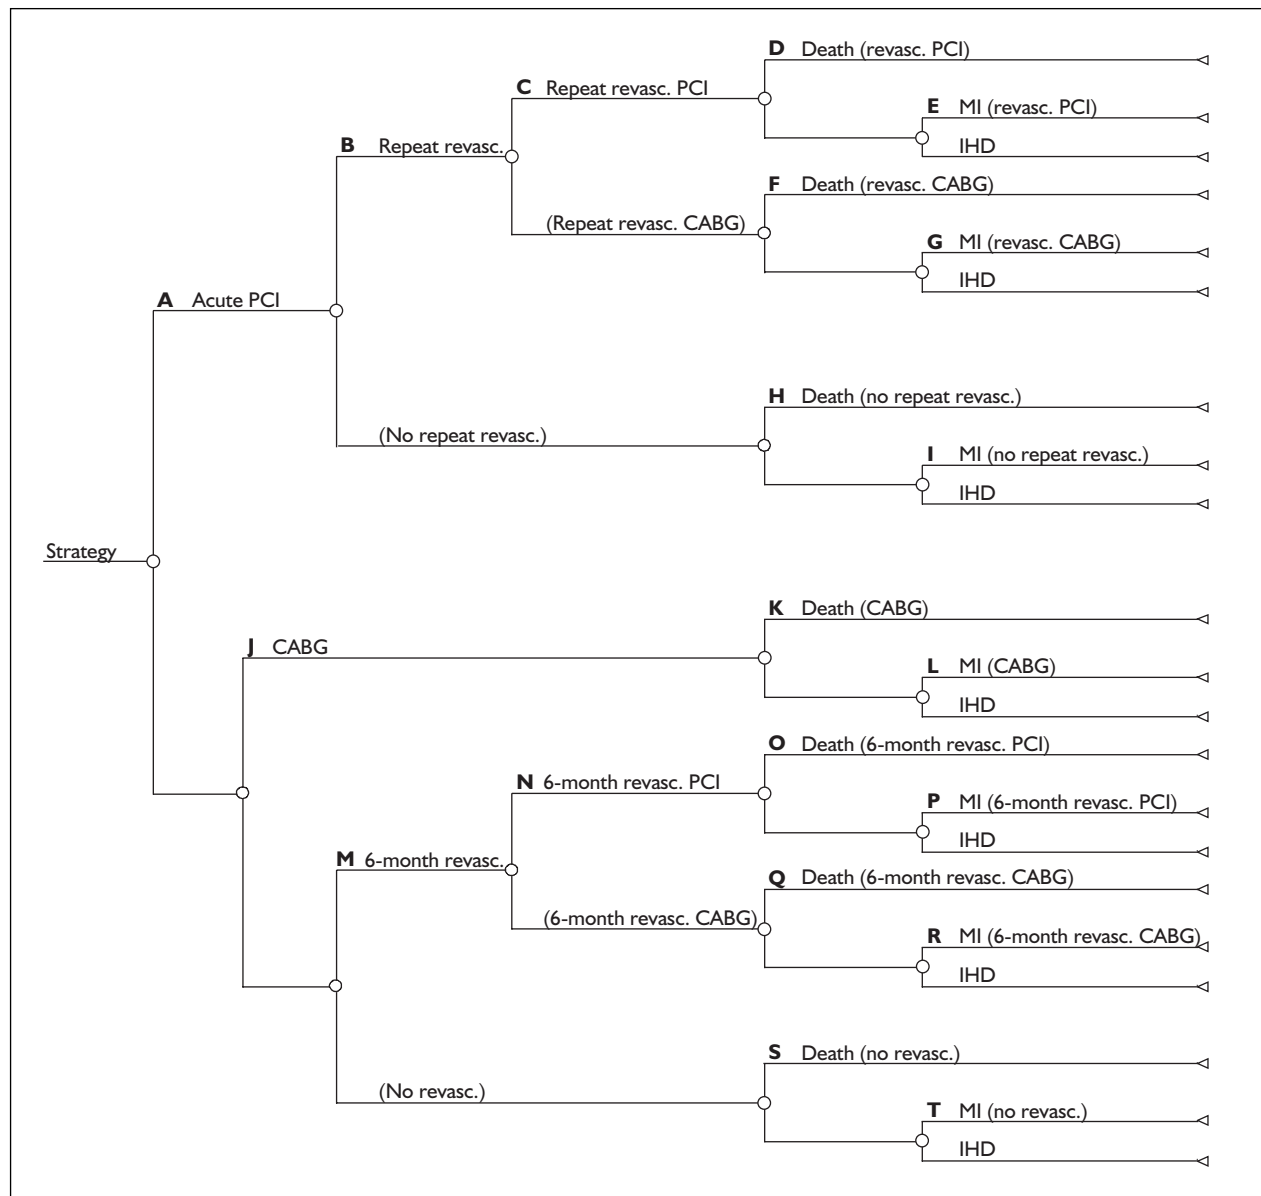 D Death (revasc. PCI)
C Repeat revasc. PCI
E MI (revasc. PCI)
IHD
B Repeat revasc.
F Death (revasc. CABG)
(Repeat revasc. CABG)
G MI (revasc. CABG)
IHD
A Acute PCI
H Death (no repeat revasc.)
(No repeat revasc.)
I MI (no repeat revasc.)
IHD
Strategy
K Death (CABG)
J CABG
L MI (CABG)
IHD
O Death (6-month revasc. PCI)
N 6-month revasc. PCI
P MI (6-month revasc. PCI)
IHD
M 6-month revasc.
Q Death (6-month revasc. CABG)
(6-month revasc. CABG)
R MI (6-month revasc. CABG)
IHD
S Death (no revasc.)
(No revasc.)
T MI (no revasc.)
IHD